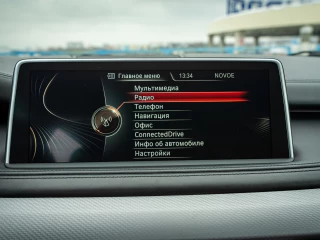 Главное меню 13:34 NOVOE
Мультимедиа
Радио
Телефон
Навигация
Офис
ConnectedDrive
Инфо об автомобиле
Настройки